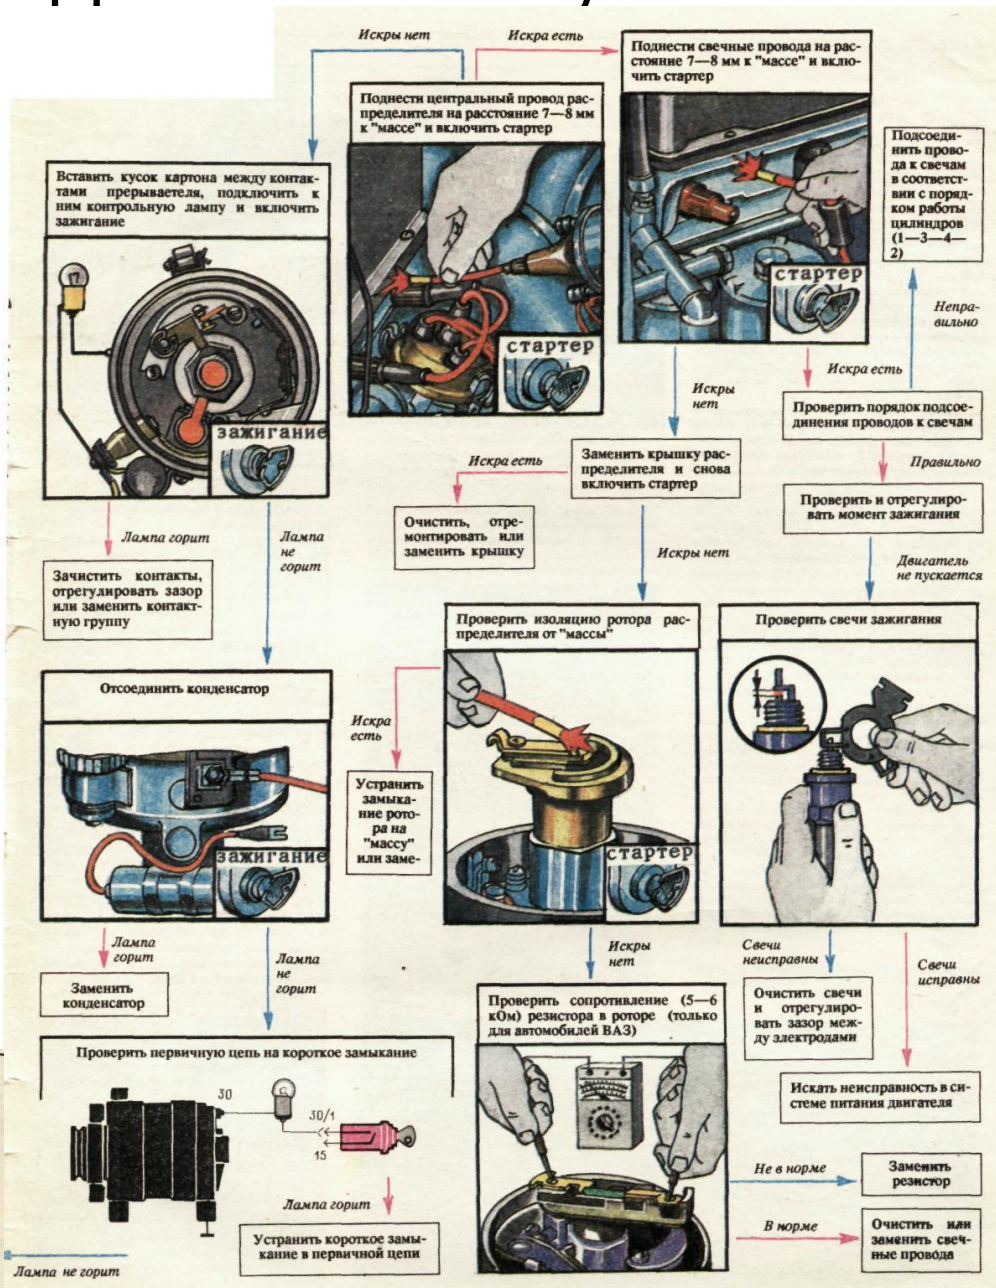 Искры нет
Искра есть
Поднести свечные провода на рас-
стояние 7—8 мм к "массе" и вклю-
чить стартер
Поднести центральный провод рас-
пределителя на расстояние 7—8 мм
к "массе" и включить стартер
Вставить кусок картона между контак-
тами прерываетеля, подключить к
ним контрольную лампу и включить
зажигание
Подсоеди-
нить прово-
да к свечам
в соответст-
вии с поряд-
ком работы
цилиндров
(1—3—4—
2)
стартер
стартер
зажигание
Непра-
вильно
Искры
нет
Искра есть
Проверить порядок подсое-
динения проводов к свечам
Искра есть
Заменить крышку рас-
пределителя и снова
включить стартер
Правильно
Проверить и отрегулиро-
вать момент зажигания
Очистить, отре-
монтировать или
заменить крышку
Лампа горит
Лампа
не
горит
Искры нет
Двигатель
не пускается
Зачистить контакты,
отрегулировать зазор
или заменить контакт-
ную группу
Проверить изоляцию ротора рас-
пределителя от "массы"
Проверить свечи зажигания
Отсоединить конденсатор
Искра
есть
Устранить
замыка-
ние рото-
ра на
"массу"
или заме-
зажигание
стартер
Лампа
горит
Лампа
не
горит
Искры
нет
Свечи
неисправны
Свечи
исправны
Заменить
конденсатор
Проверить сопротивление (5—6
кОм) резистора в роторе (только
для автомобилей ВАЗ)
Очистить свечи
и отрегулиро-
вать зазор меж-
ду электродами
Проверить первичную цепь на короткое замыкание
30
30/1
15
Искать неисправность в си-
стеме питания двигателя
Не в норме
Заменить
резистор
Лампа горит
В норме
Устранить короткое замы-
кание в первичной цепи
Очистить или
заменить свеч-
ные провода
Лампа не горит